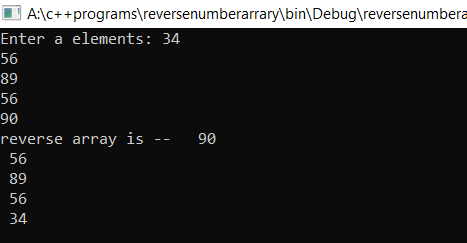 A:\c++programs\reversenumberarrary\bin\Debug\reversenumbera
Enter a elements: 34
56
89
56
90
reverse array is --   90
 56
 89
 56
 34